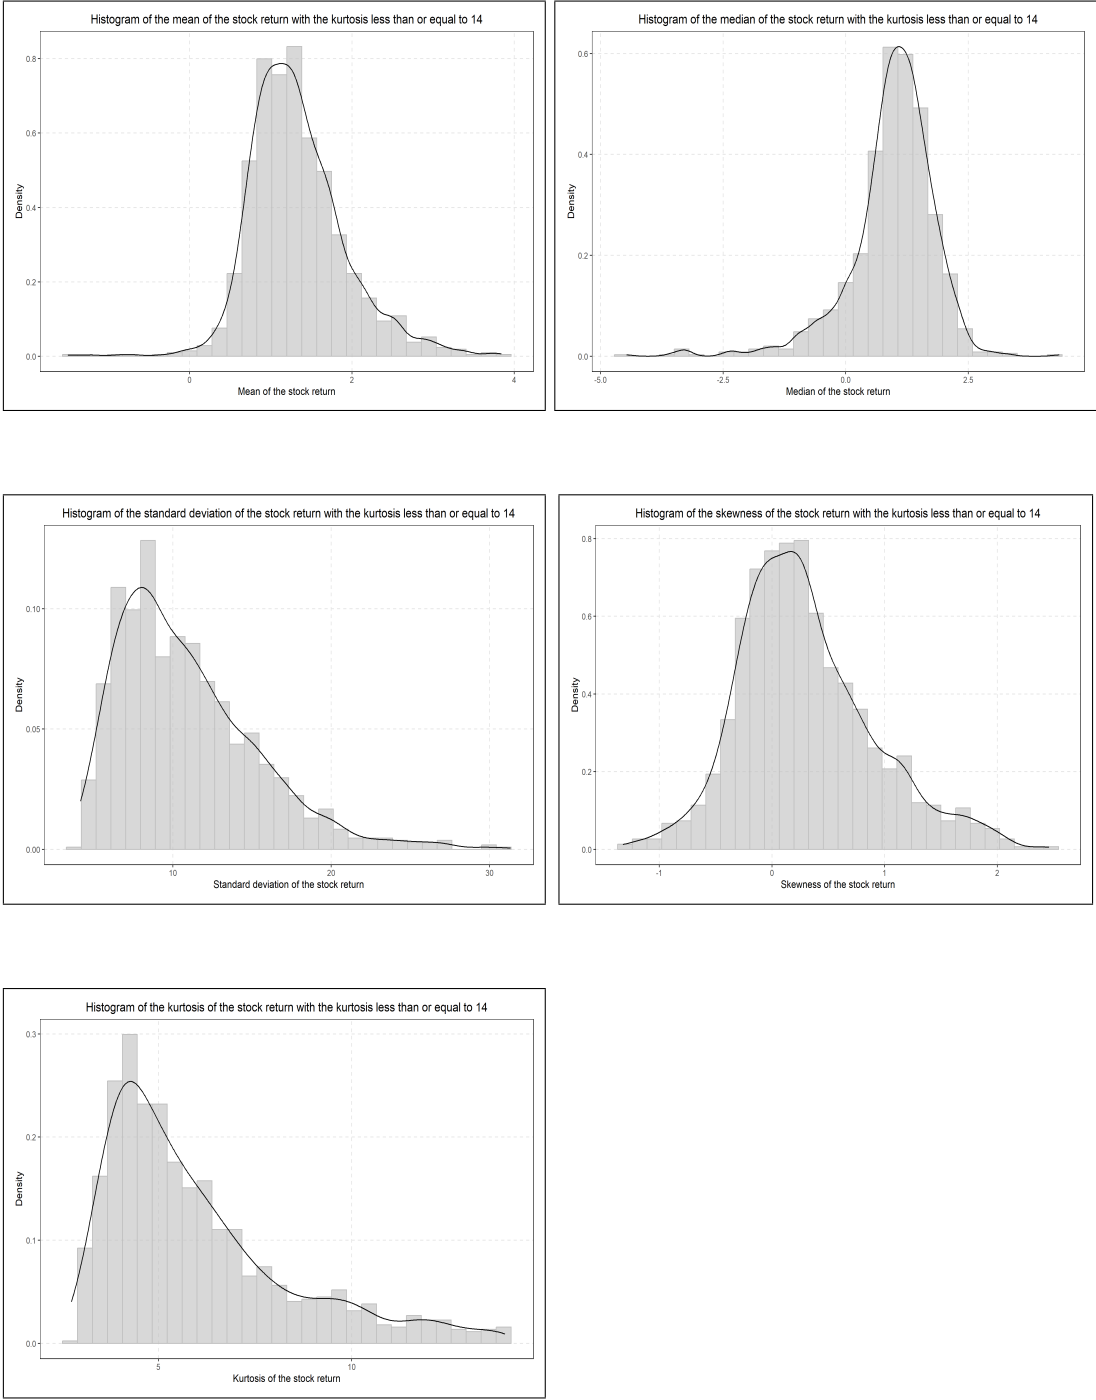 Histogram of the mean of the stock return with the kurtosis less than or equal to 14
0.8
0.6
0.4
0.2
0.0
Density
0
2
4
Mean of the stock return
Histogram of the median of the stock return with the kurtosis less than or equal to 14
0.6
0.4
0.2
0.0
Density
-5.0
-2.5
0.0
2.5
Median of the stock return
Histogram of the standard deviation of the stock return with the kurtosis less than or equal to 14
0.10
0.05
0.00
Density
10
20
30
Standard deviation of the stock return
Histogram of the skewness of the stock return with the kurtosis less than or equal to 14
0.8
0.6
0.4
0.2
0.0
Density
-1
0
1
2
Skewness of the stock return
Histogram of the kurtosis of the stock return with the kurtosis less than or equal to 14
0.3
0.2
0.1
0.0
Density
5
10
Kurtosis of the stock return